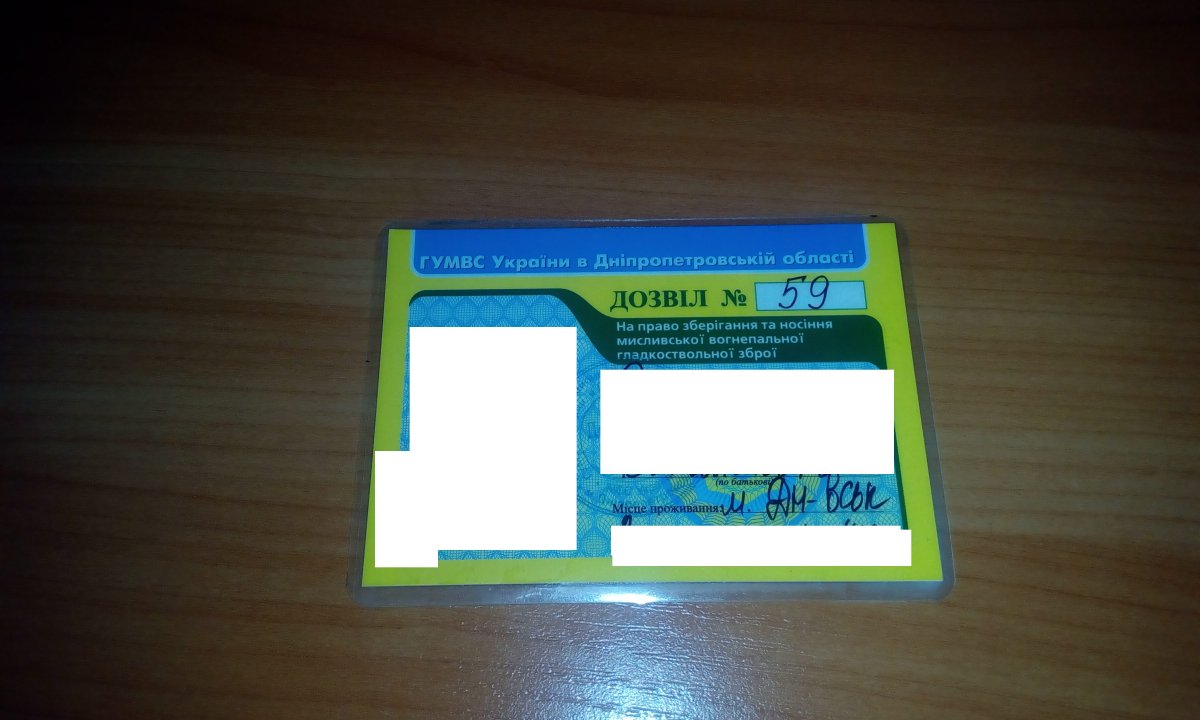 ГУМВС України в Дніпропетровській області
ДОЗВІЛ № 59
На право зберігання та носіння
мисливської вогнепальної
гладкоствольної зброї
(по батькові)
Місце проживання: м. Дн-вськ